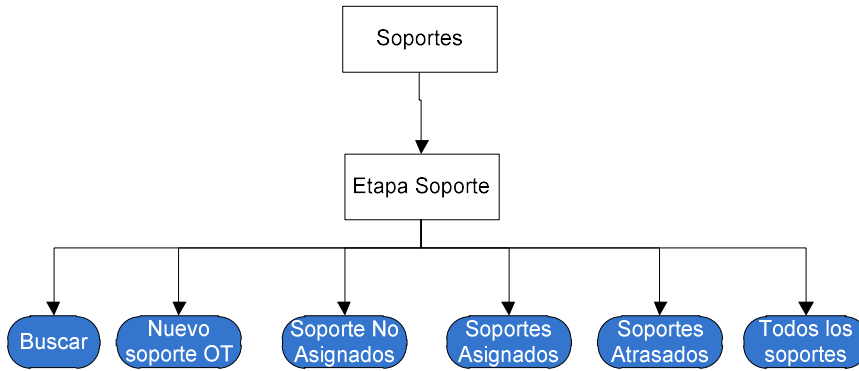 Soportes
Etapa Soporte
Buscar
Nuevo
soporte OT
Soporte No
Asignados
Soportes
Asignados
Soportes
Atrasados
Todos los
soportes